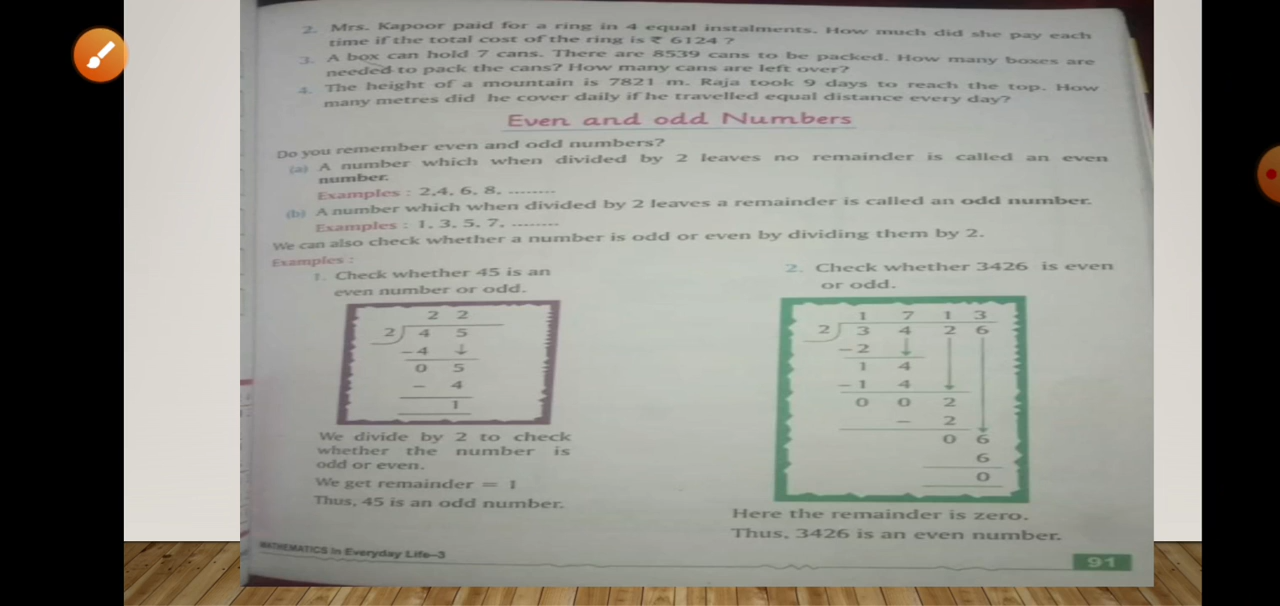 2. Mrs. Kapoor paid for a ring in 4 equal instalments. How much did she pay each
time if the total cost of the ring is ₹ 6124 ?
3. A box can hold 7 cans. There are 8539 cans to be packed. How many boxes are
needed to pack the cans? How many cans are left over?
4. The height of a mountain is 7821 m. Raja took 9 days to reach the top. How
many metres did he cover daily if he travelled equal distance every day?
Even and odd Numbers
Do you remember even and odd numbers?
(a) A number which when divided by 2 leaves no remainder is called an even
number.
Examples : 2,4, 6, 8, ........
(b) A number which when divided by 2 leaves a remainder is called an odd number.
Examples : 1, 3, 5, 7, ........
We can also check whether a number is odd or even by dividing them by 2.
Examples :
1. Check whether 45 is an
even number or odd.
2 2
2 4 5
-4 ↓
0 5
- 4
1
We divide by 2 to check
whether the number is
odd or even.
We get remainder = 1
Thus, 45 is an odd number.
2. Check whether 3426 is even
or odd.
1 7 1 3
2 3 4 2 6
-2 ↓
1 4
-1 4
0 0 2
- 2
0 6
6
0
Here the remainder is zero.
Thus, 3426 is an even number.
MATHEMATICS in Everyday Life-3
91